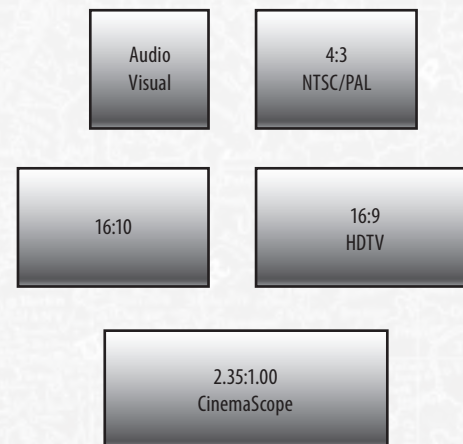 Audio
Visual
4:3
NTSC/PAL
16:10
16:9
HDTV
2.35:1.00
CinemaScope